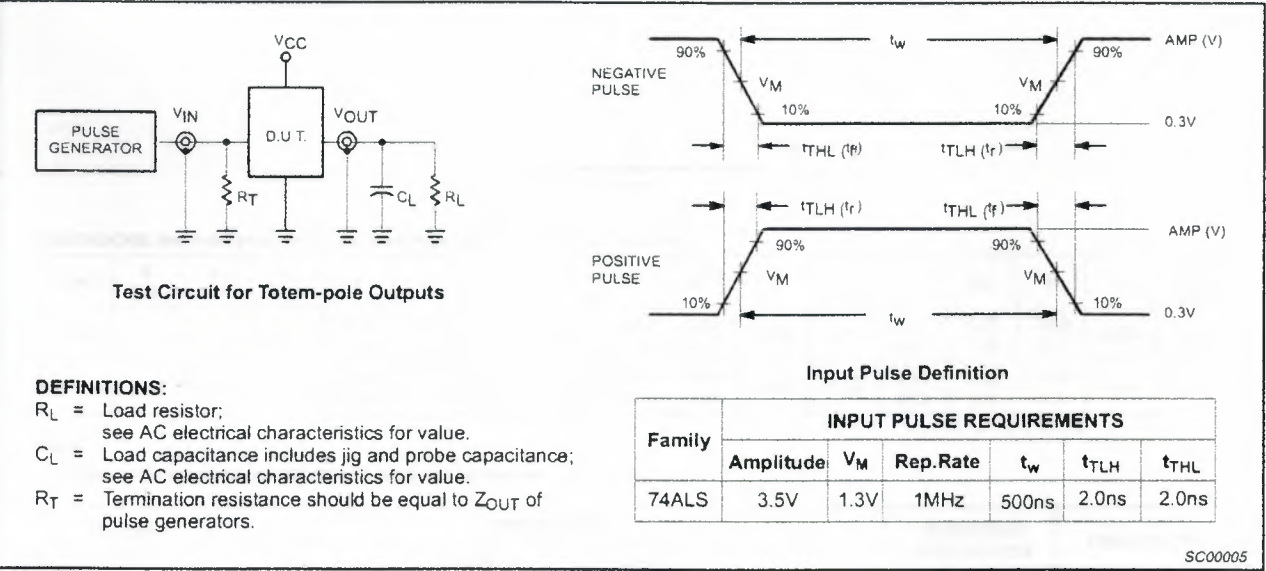 VCC
VIN
VOUT
PULSE
GENERATOR
D.U.T.
RT
CL
RL
Test Circuit for Totem-pole Outputs
DEFINITIONS:
RL = Load resistor;
see AC electrical characteristics for value.
CL = Load capacitance includes jig and probe capacitance;
see AC electrical characteristics for value.
RT = Termination resistance should be equal to ZOUT of
pulse generators.
NEGATIVE
PULSE
90%
tw
90%
AMP (V)
VM
VM
10%
10%
0.3V
tTHL (tf)
tTLH (tr)
tTLH (tr)
tTHL (tf)
AMP (V)
POSITIVE
PULSE
90%
90%
VM
VM
10%
10%
tw
0.3V
Input Pulse Definition
Family
INPUT PULSE REQUIREMENTS
Amplitude VM Rep.Rate tw tTLH tTHL
74ALS 3.5V 1.3V 1MHz 500ns 2.0ns 2.0ns
SC00005